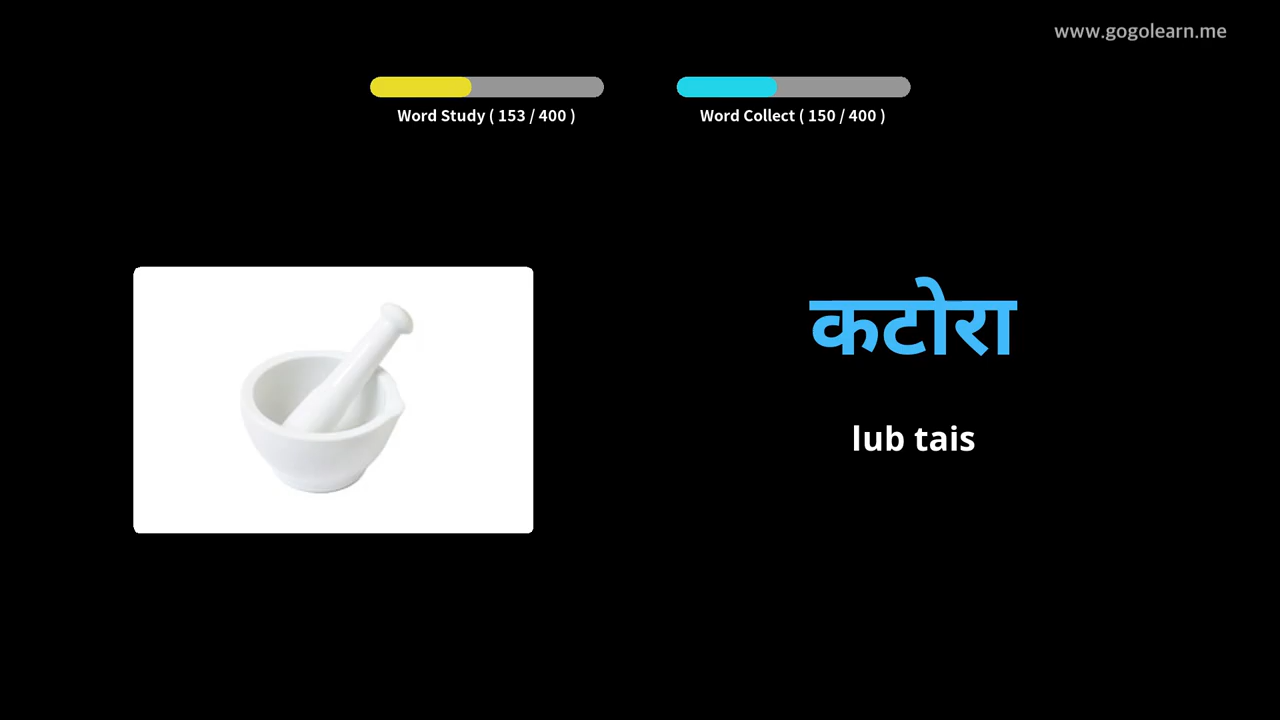 www.gogolearn.me
Word Study ( 153 / 400 )
Word Collect ( 150 / 400 )
कटोरा
lub tais